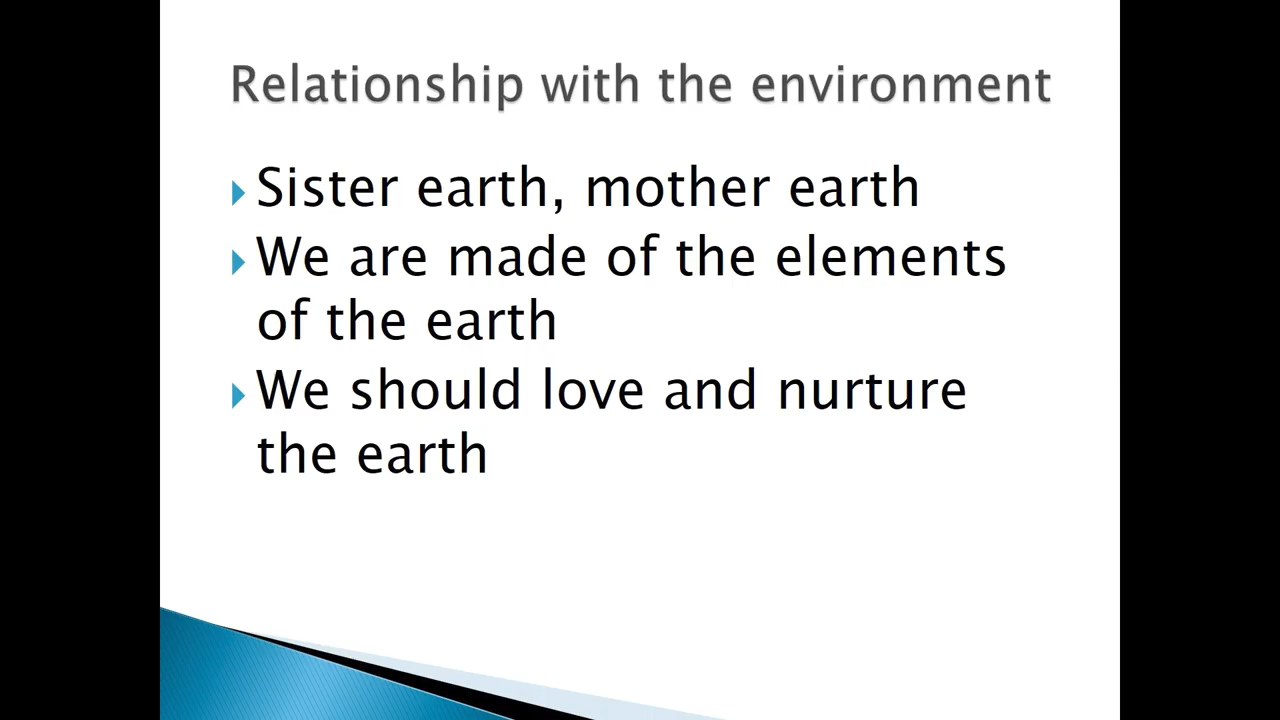 Relationship with the environment
Sister earth, mother earth
We are made of the elements
of the earth
We should love and nurture
the earth